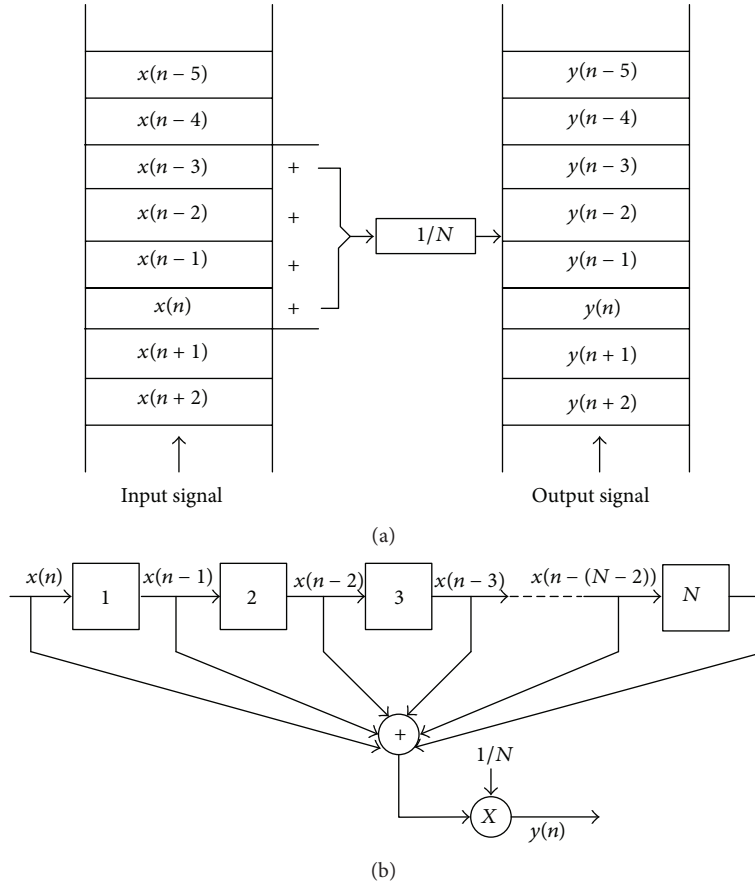 x(n − 5)
x(n − 4)
x(n − 3)
x(n − 2)
x(n − 1)
x(n)
x(n + 1)
x(n + 2)
Input signal
+
+
+
+
1/N
y(n − 5)
y(n − 4)
y(n − 3)
y(n − 2)
y(n − 1)
y(n)
y(n + 1)
y(n + 2)
Output signal
(a)
x(n) x(n − 1) x(n − 2) x(n − 3) x(n − (N − 2))
1 2 3 N
+
1/N
X
y(n)
(b)